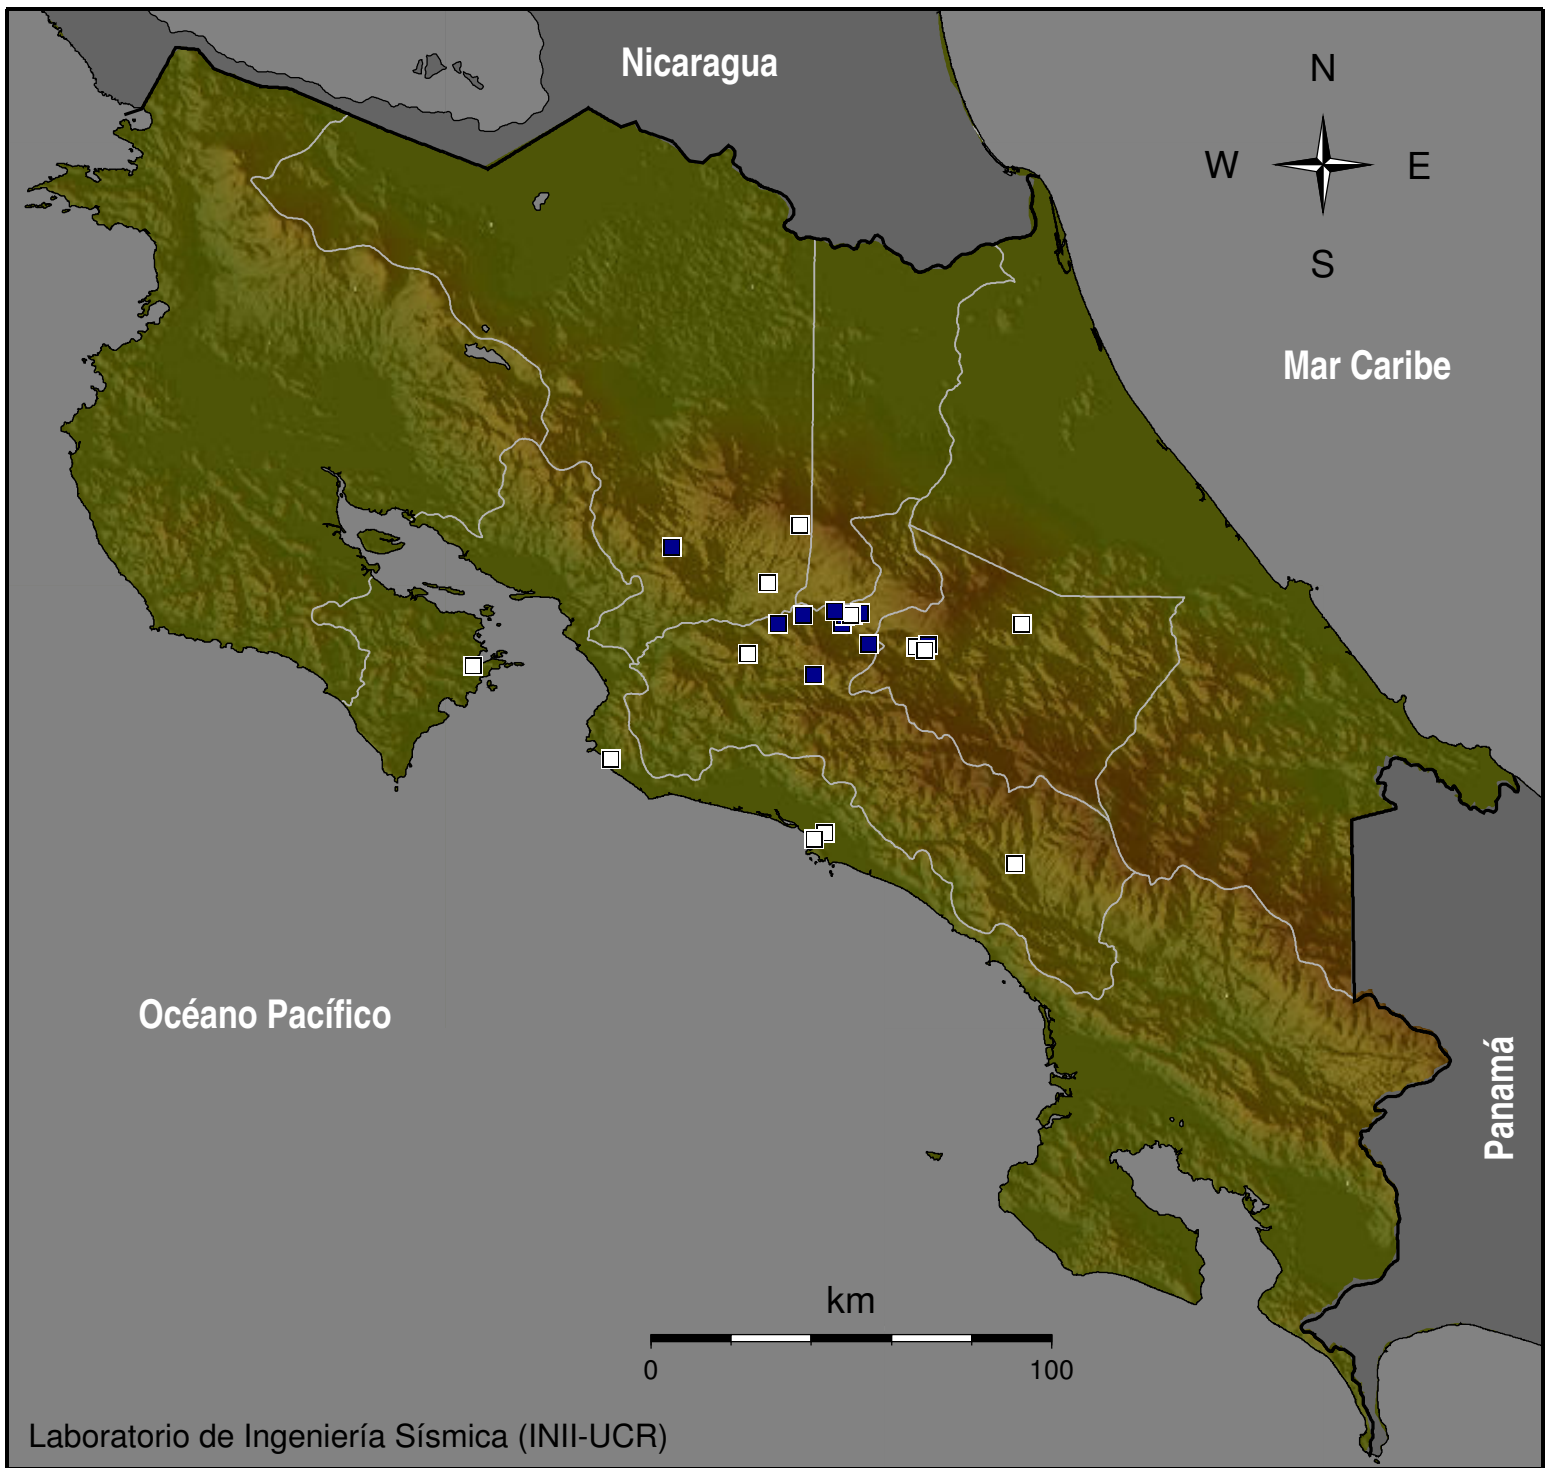 Nicaragua
N
W E
S
Mar Caribe
Océano Pacífico
Panamá
km
0 100
Laboratorio de Ingeniería Sísmica (INII-UCR)